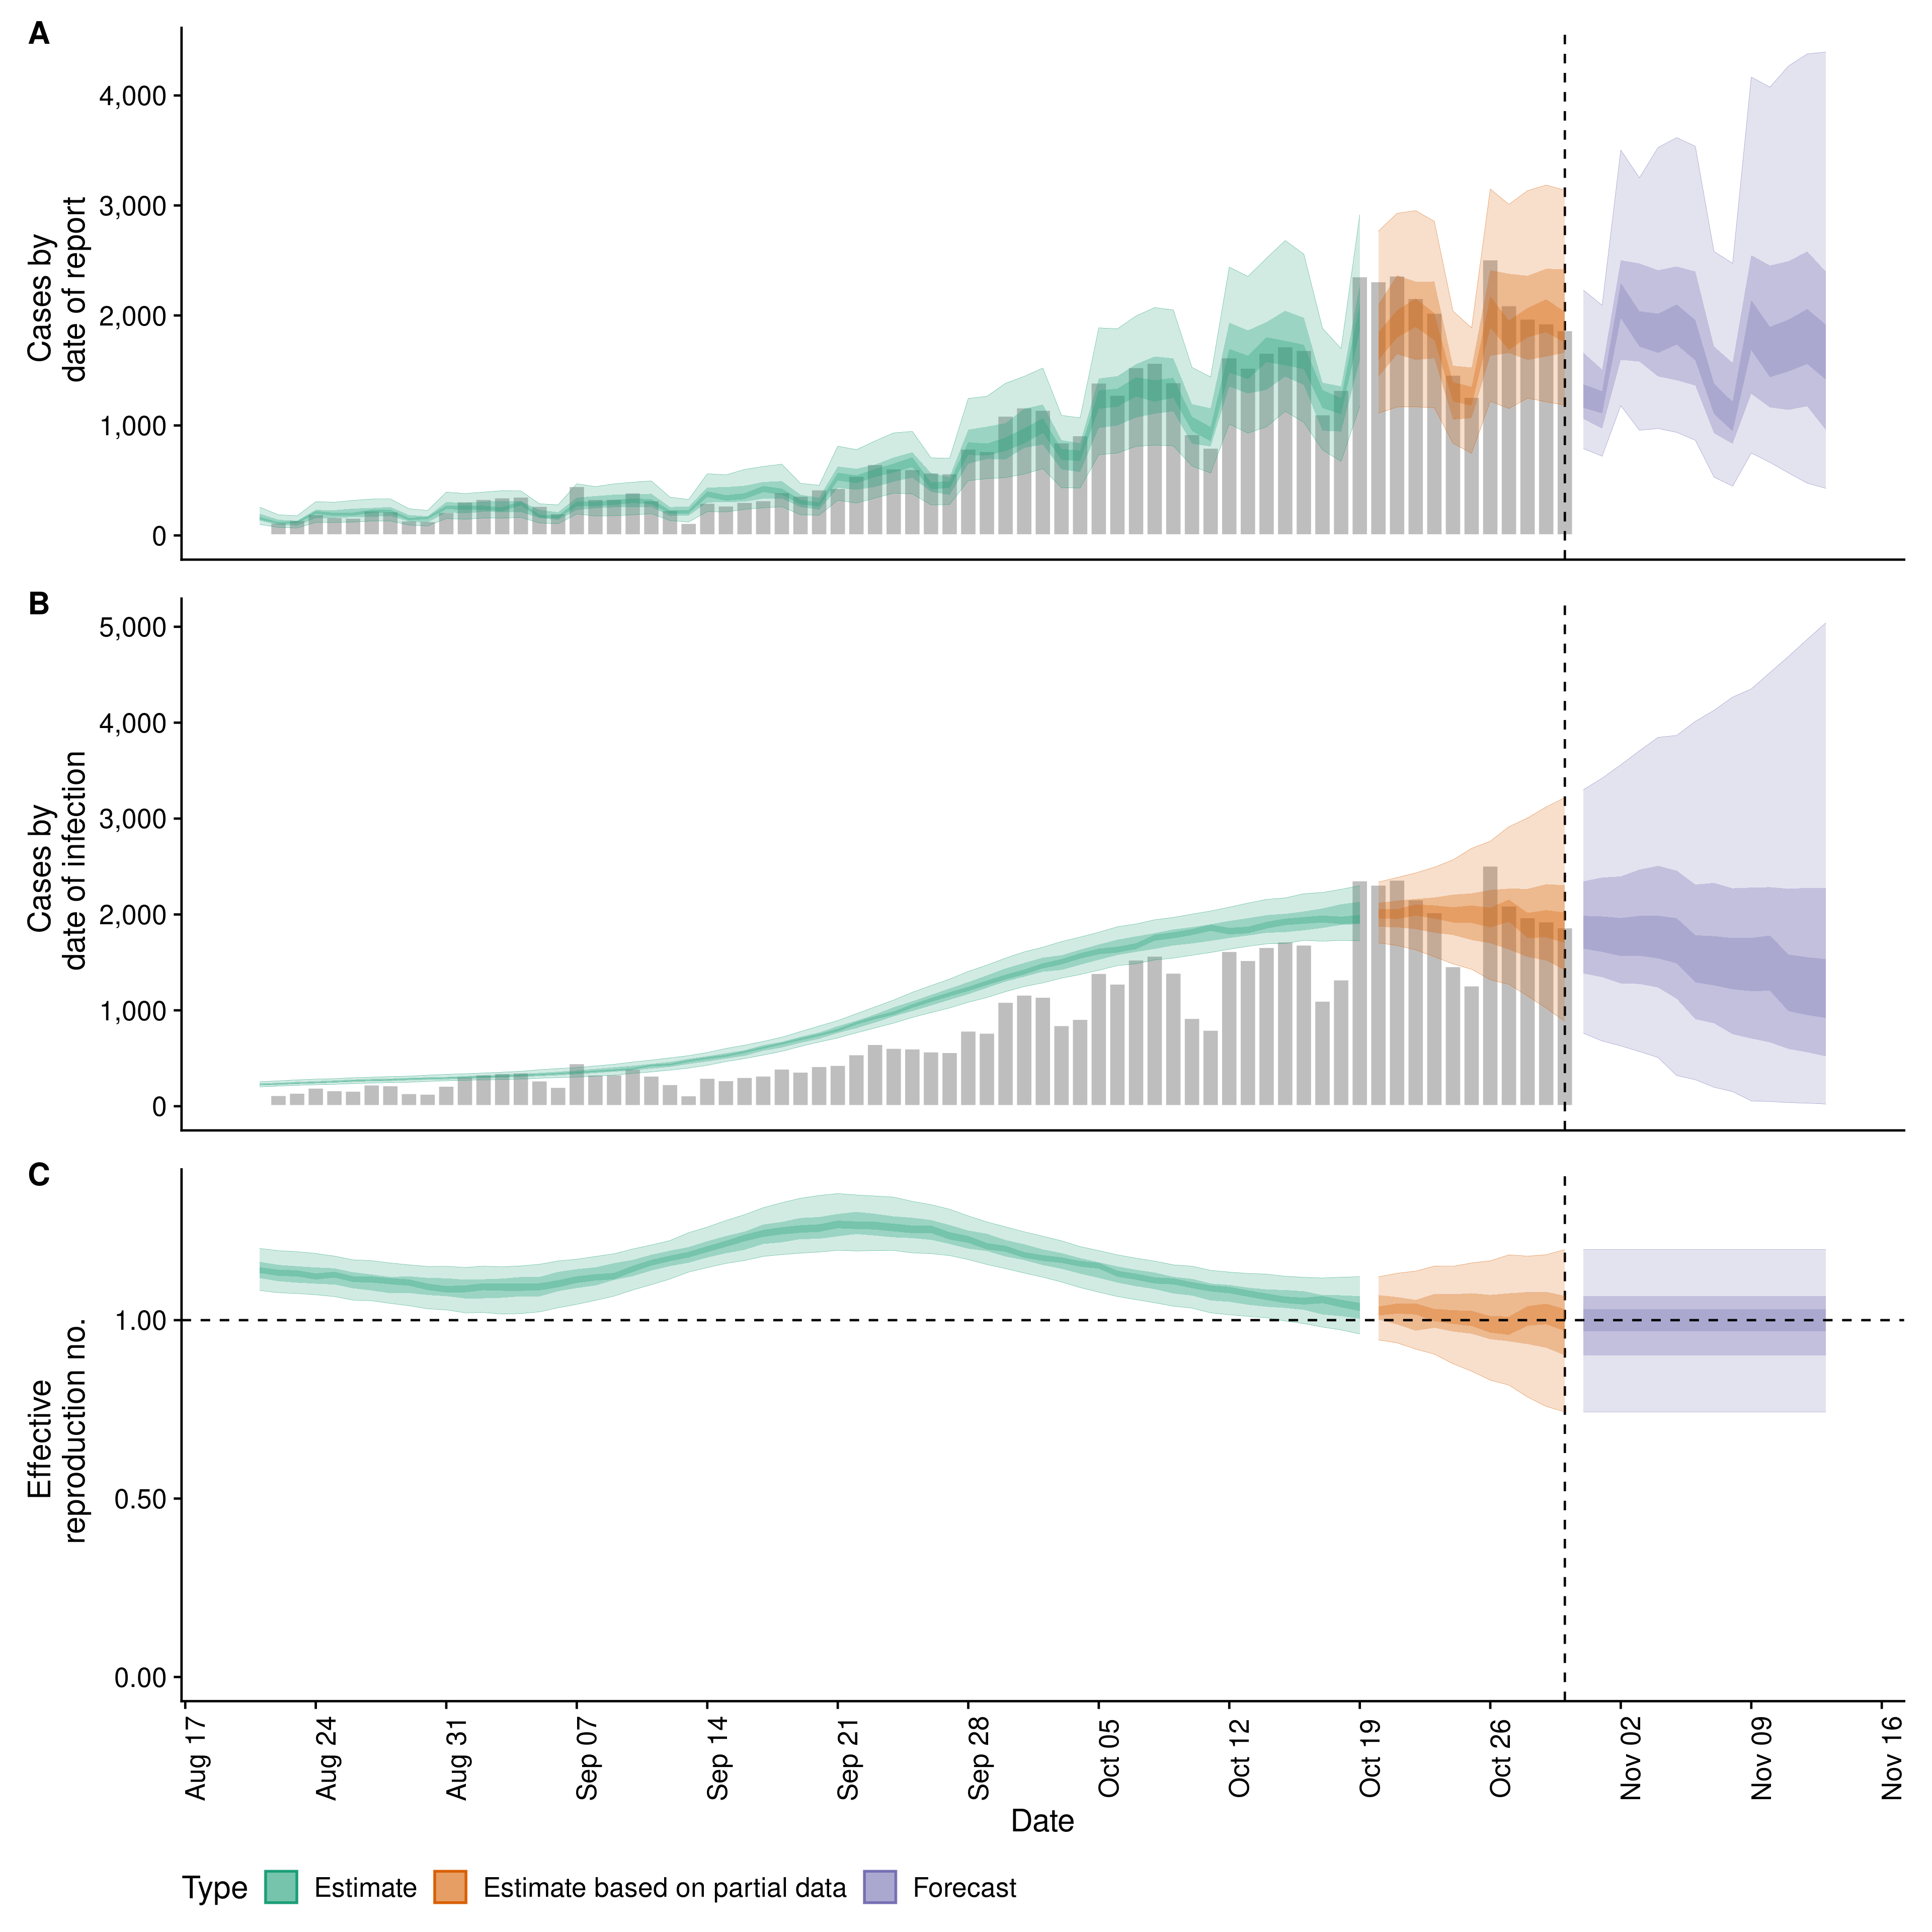 A
Cases by
date of report
4,000
3,000
2,000
1,000
0
B
Cases by
date of infection
5,000
4,000
3,000
2,000
1,000
0
C
Effective
reproduction no.
1.00
0.50
0.00
Aug 17
Aug 24
Aug 31
Sep 07
Sep 14
Sep 21
Sep 28
Oct 05
Oct 12
Oct 19
Oct 26
Nov 02
Nov 09
Nov 16
Date
Type Estimate Estimate based on partial data Forecast